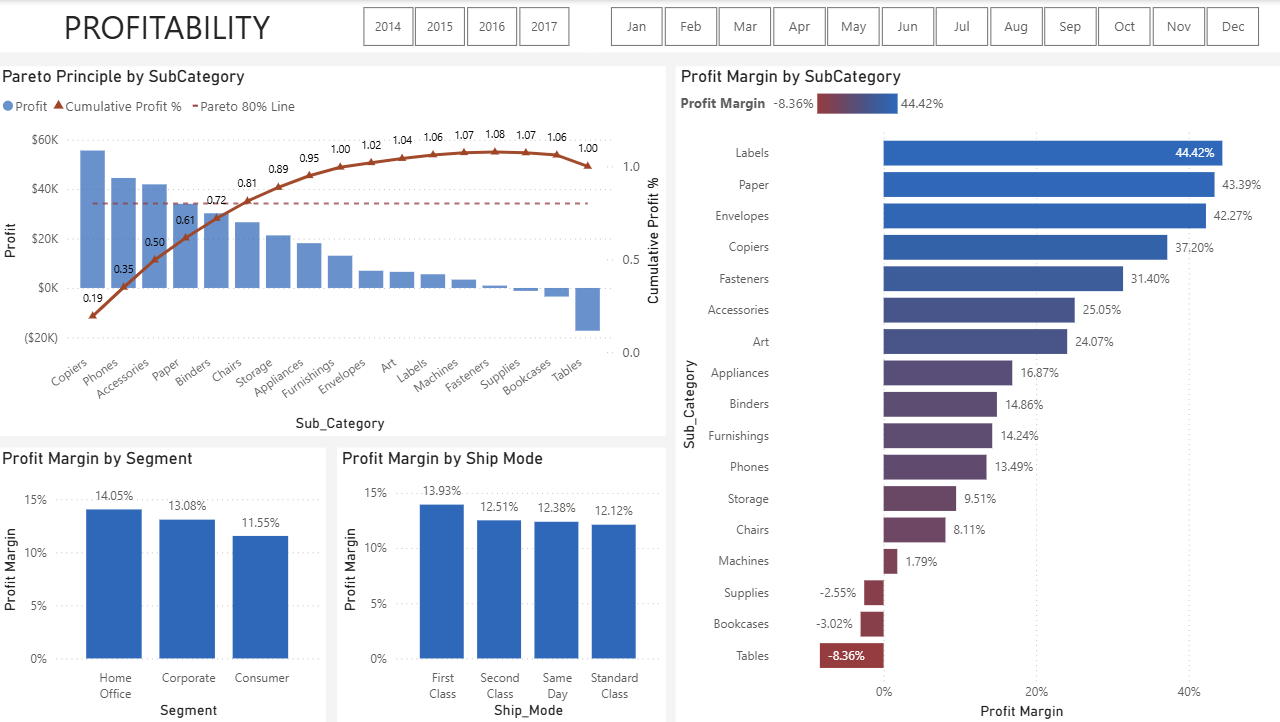 PROFITABILITY
2014 2015 2016 2017
Jan Feb Mar Apr May Jun Jul Aug Sep Oct Nov Dec
Pareto Principle by SubCategory
Profit Cumulative Profit % Pareto 80% Line
$60K
$40K
$20K
$0K
($20K)
Profit
0.19 0.35 0.50 0.61 0.72 0.81 0.89 0.95 1.00 1.02 1.04 1.06 1.07 1.08 1.07 1.06 1.00
1.0
0.5
0.0
Cumulative Profit %
Copiers Phones Accessories Paper Binders Chairs Storage Appliances Furnishings Envelopes Art Labels Machines Fasteners Supplies Bookcases Tables
Sub_Category
Profit Margin by Segment
15%
10%
5%
0%
Profit Margin
14.05% 13.08% 11.55%
Home Office Corporate Consumer
Segment
Profit Margin by Ship Mode
15%
10%
5%
0%
Profit Margin
13.93% 12.51% 12.38% 12.12%
First Class Second Class Same Day Standard Class
Ship_Mode
Profit Margin by SubCategory
Profit Margin -8.36% 44.42%
Sub_Category
Labels 44.42%
Paper 43.39%
Envelopes 42.27%
Copiers 37.20%
Fasteners 31.40%
Accessories 25.05%
Art 24.07%
Appliances 16.87%
Binders 14.86%
Furnishings 14.24%
Phones 13.49%
Storage 9.51%
Chairs 8.11%
Machines 1.79%
Supplies -2.55%
Bookcases -3.02%
Tables -8.36%
0% 20% 40%
Profit Margin